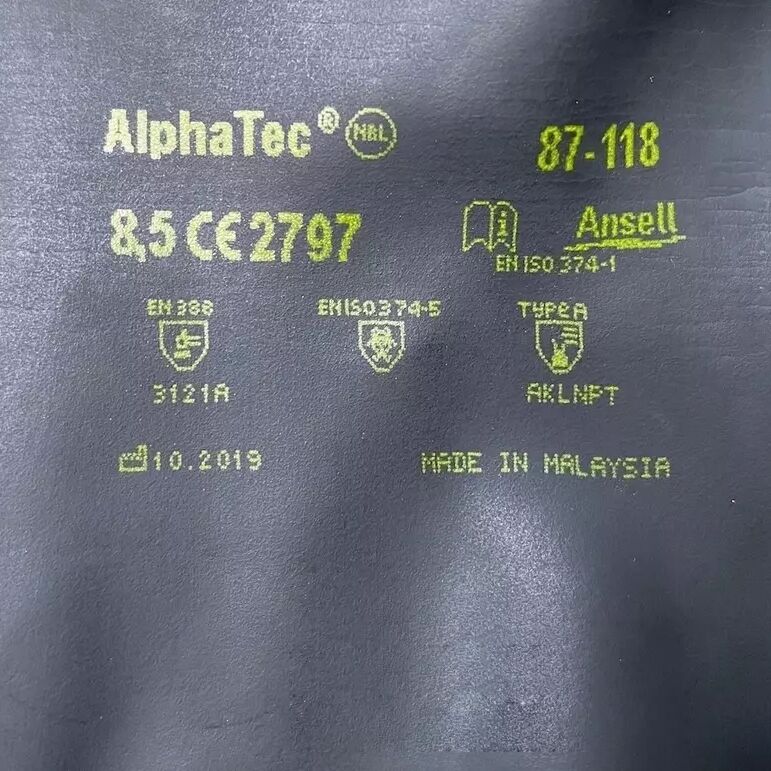 AlphaTec® NBL 87-118
8,5 CE 2797 i Ansell
EN ISO 374-1
EN 388 EN ISO 374-5 TYPE A
3121A AKLNPT
10.2019 MADE IN MALAYSIA